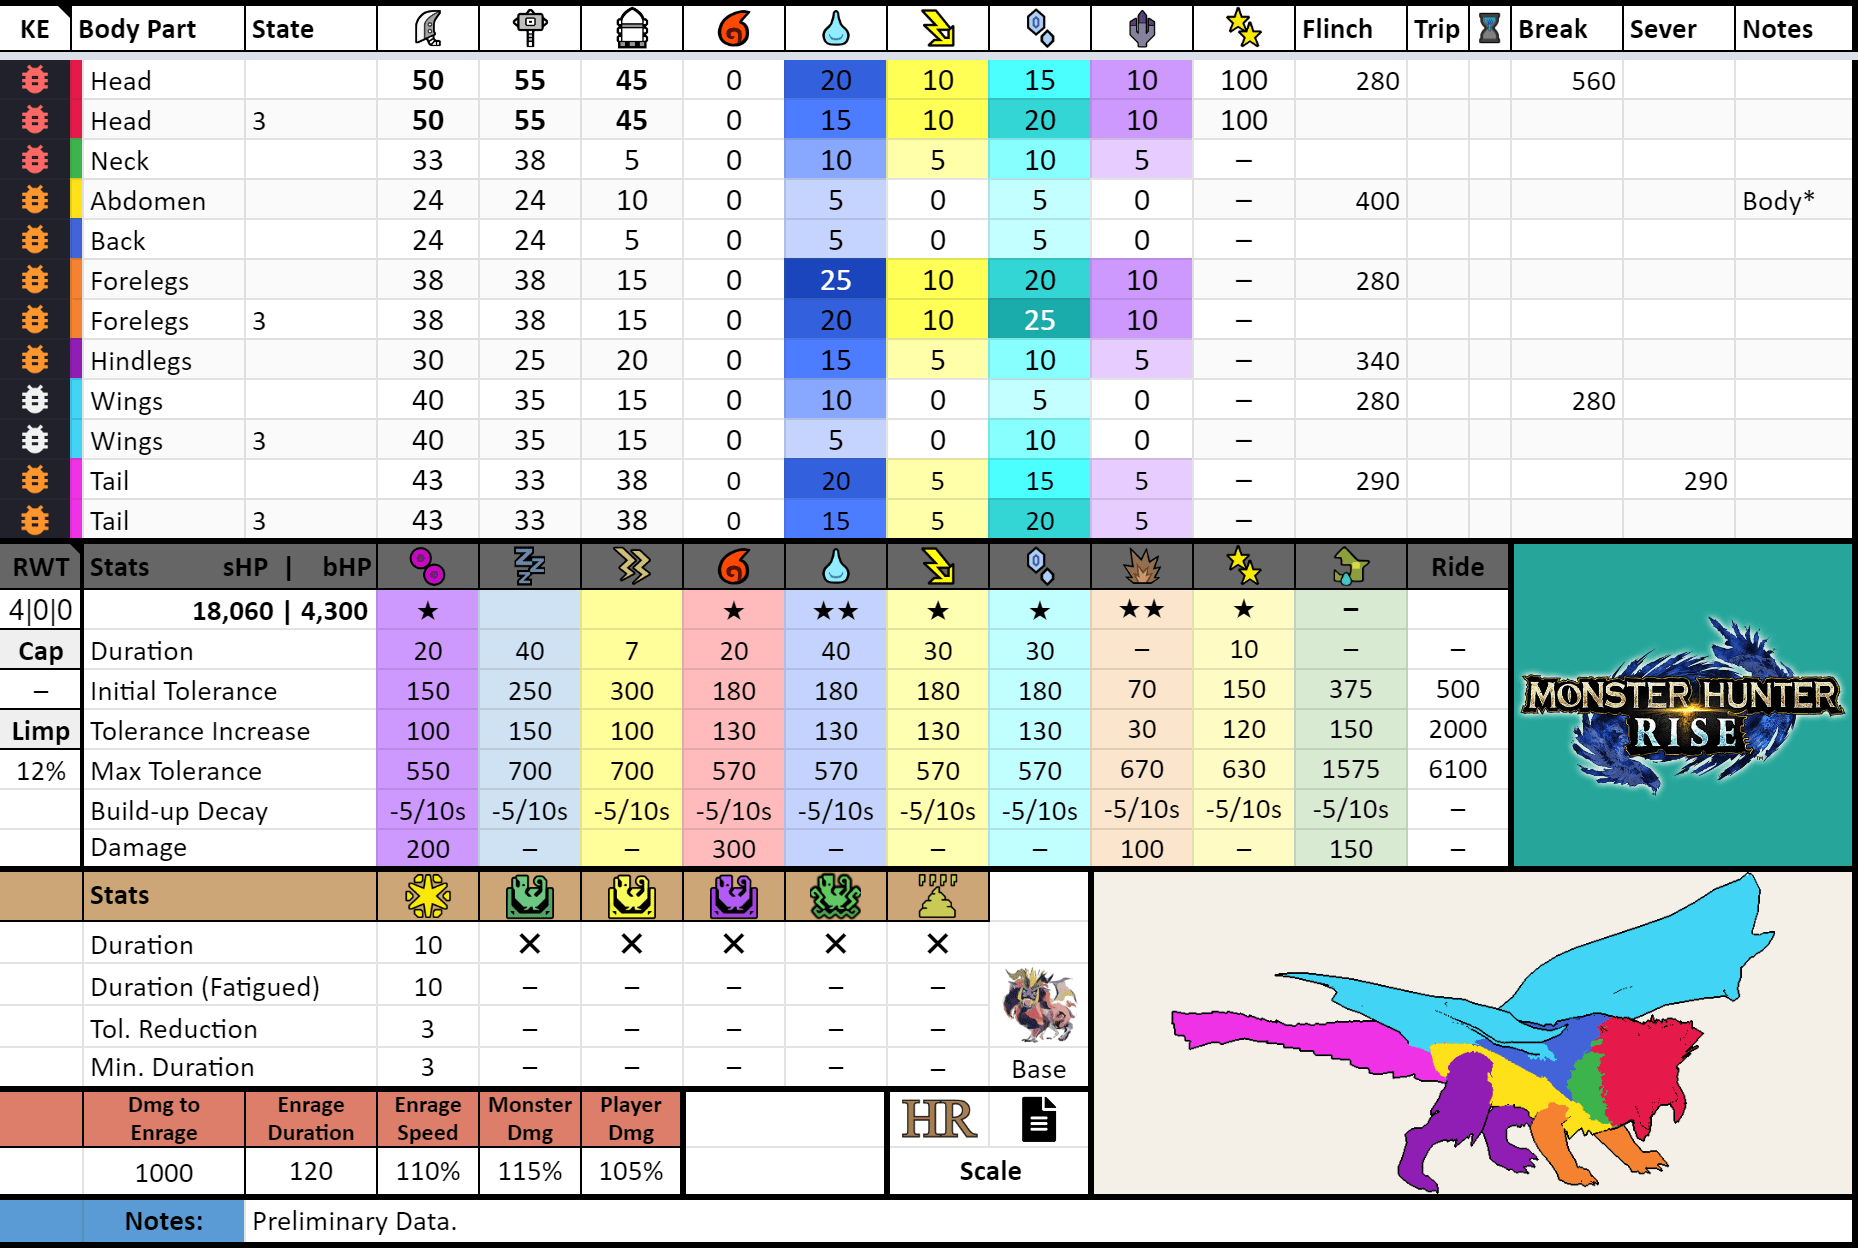 KE Body Part State Flinch Trip Break Sever Notes
Head 50 55 45 0 20 10 15 10 100 280 560
Head 3 50 55 45 0 15 10 20 10 100
Neck 33 38 5 0 10 5 10 5 –
Abdomen 24 24 10 0 5 0 5 0 – 400 Body*
Back 24 24 5 0 5 0 5 0 –
Forelegs 38 38 15 0 25 10 20 10 – 280
Forelegs 3 38 38 15 0 20 10 25 10 –
Hindlegs 30 25 20 0 15 5 10 5 – 340
Wings 40 35 15 0 10 0 5 0 – 280 280
Wings 3 40 35 15 0 5 0 10 0 –
Tail 43 33 38 0 20 5 15 5 – 290 290
Tail 3 43 33 38 0 15 5 20 5 –
RWT Stats sHP | bHP Ride
4|0|0 18,060 | 4,300 ★ ★ ★★ ★ ★ ★★ ★ –
Cap Duration 20 40 7 20 40 30 30 – 10 – –
– Initial Tolerance 150 250 300 180 180 180 180 70 150 375 500
Limp Tolerance Increase 100 150 100 130 130 130 130 30 120 150 2000
12% Max Tolerance 550 700 700 570 570 570 570 670 630 1575 6100
Build-up Decay -5/10s -5/10s -5/10s -5/10s -5/10s -5/10s -5/10s -5/10s -5/10s -5/10s –
Damage 200 – – 300 – – – 100 – 150 –
MONSTER HUNTER
RISE
TM
Stats
Duration 10 ✕ ✕ ✕ ✕ ✕
Duration (Fatigued) 10 – – – – –
Tol. Reduction 3 – – – – –
Min. Duration 3 – – – – – Base
Dmg to Enrage Enrage Monster Player
Enrage Duration Speed Dmg Dmg
HR
1000 120 110% 115% 105% Scale
Notes: Preliminary Data.